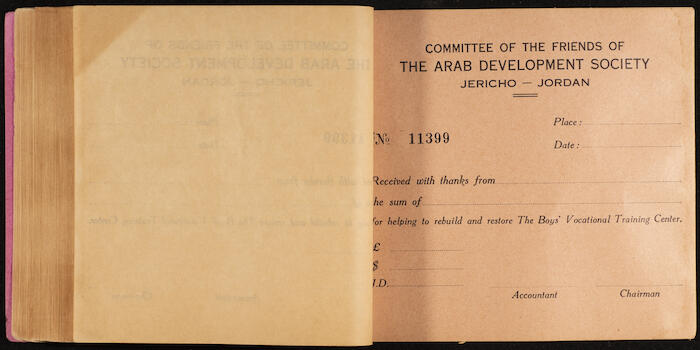 COMMITTEE OF THE FRIENDS OF
THE ARAB DEVELOPMENT SOCIETY
JERICHO — JORDAN
Place :
№ 11399
Date :
Received with thanks from
the sum of
for helping to rebuild and restore The Boys' Vocational Training Center.
£
$
J.D.
Accountant Chairman